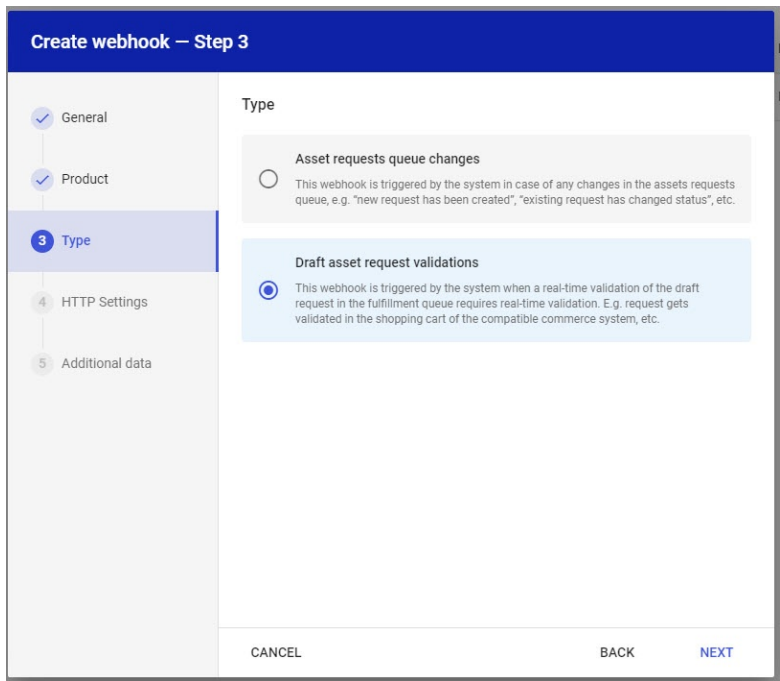 Create webhook — Step 3
General
Product
3 Type
4 HTTP Settings
5 Additional data
Type
Asset requests queue changes
This webhook is triggered by the system in case of any changes in the assets requests
queue, e.g. “new request has been created”, “existing request has changed status”, etc.
Draft asset request validations
This webhook is triggered by the system when a real-time validation of the draft
request in the fulfillment queue requires real-time validation. E.g. request gets
validated in the shopping cart of the compatible commerce system, etc.
CANCEL BACK NEXT